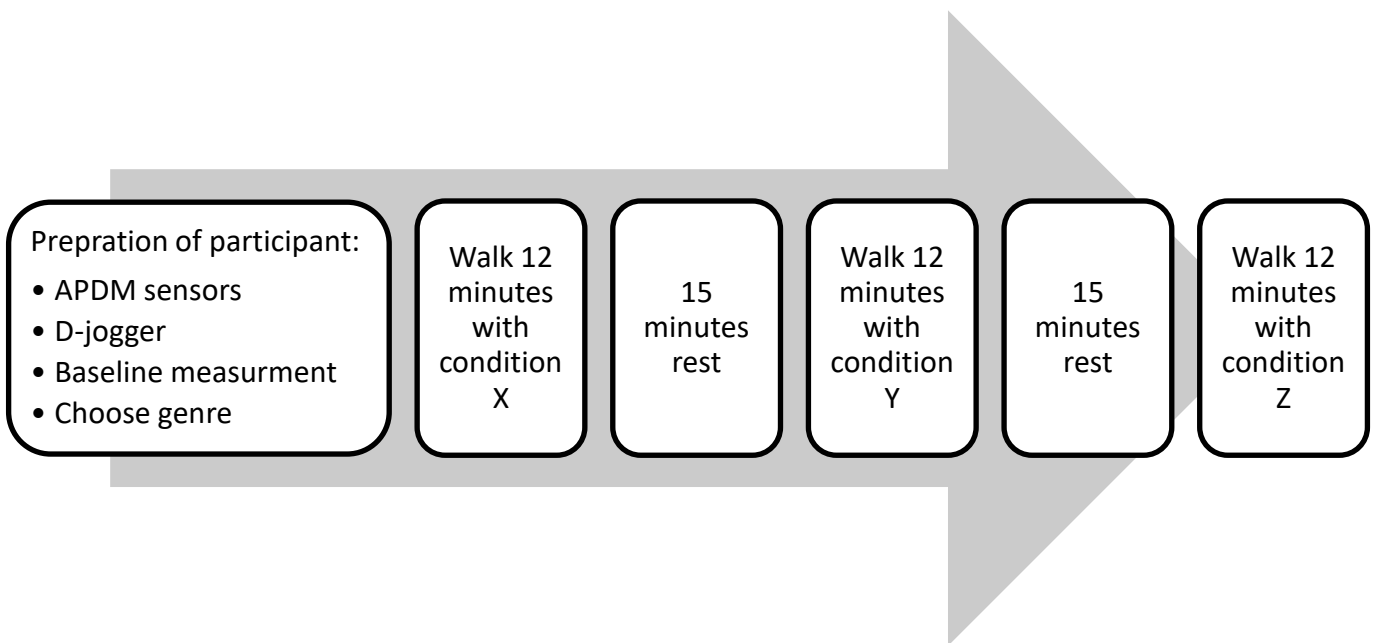 Prepration of participant:
• APDM sensors
• D-jogger
• Baseline measurment
• Choose genre
Walk 12
minutes
with
condition
X
15
minutes
rest
Walk 12
minutes
with
condition
Y
15
minutes
rest
Walk 12
minutes
with
condition
Z